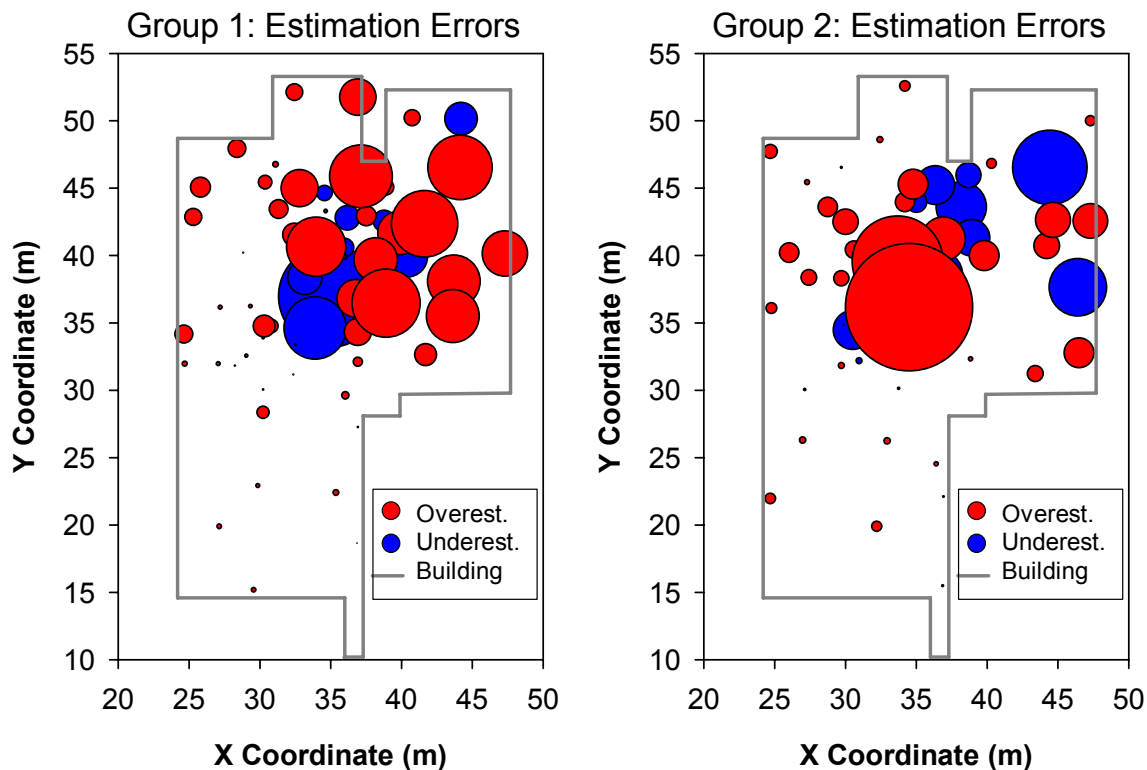 Group 1: Estimation Errors
55
50
45
40
35
30
25
20
15
10
20 25 30 35 40 45 50
Y Coordinate (m)
X Coordinate (m)
Overest.
Underest.
Building
Group 2: Estimation Errors
55
50
45
40
35
30
25
20
15
10
20 25 30 35 40 45 50
Y Coordinate (m)
X Coordinate (m)
Overest.
Underest.
Building